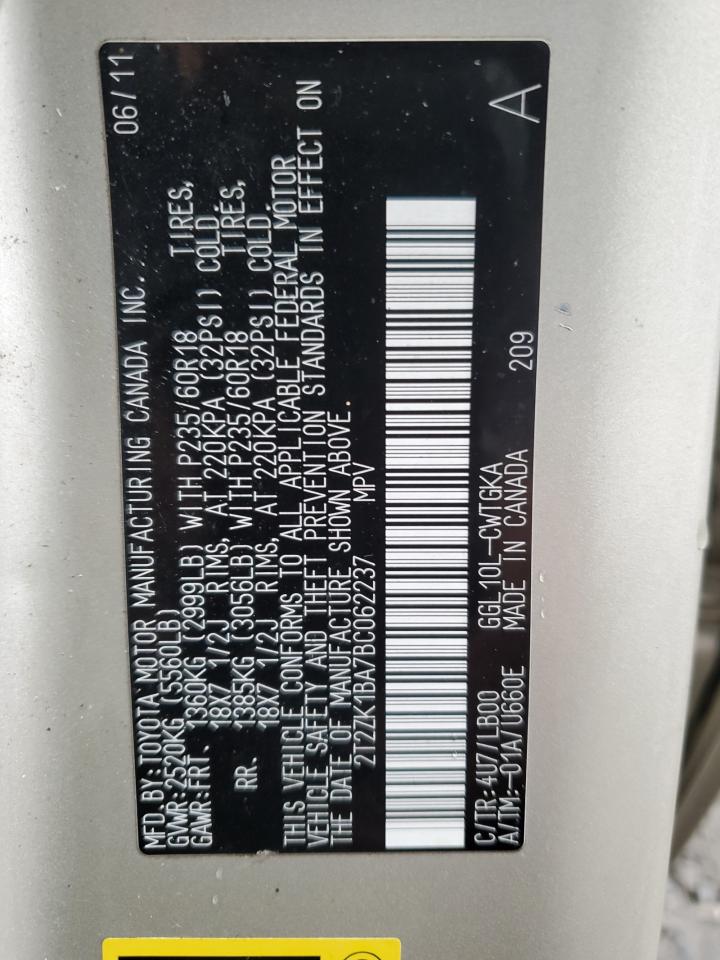 MFD.BY:TOYOTA MOTOR MANUFACTURING CANADA INC. 06/11
GVWR:2520KG (5560LB)
GAWR:FRT. 1360KG (2999LB) WITH P235/60R18 TIRES,
18X7 1/2J RIMS, AT 220KPA (32PSI) COLD.
RR. 1385KG (3056LB) WITH P235/60R18 TIRES,
18X7 1/2J RIMS, AT 220KPA (32PSI) COLD.
THIS VEHICLE CONFORMS TO ALL APPLICABLE FEDERAL MOTOR
VEHICLE SAFETY AND THEFT PREVENTION STANDARDS IN EFFECT ON
THE DATE OF MANUFACTURE SHOWN ABOVE.
2T2ZK1BA7BC062237 MPV
C/TR:4U7/LB00 GGL10L-CWTGKA A
A/TM:-01A/U660E MADE IN CANADA 209